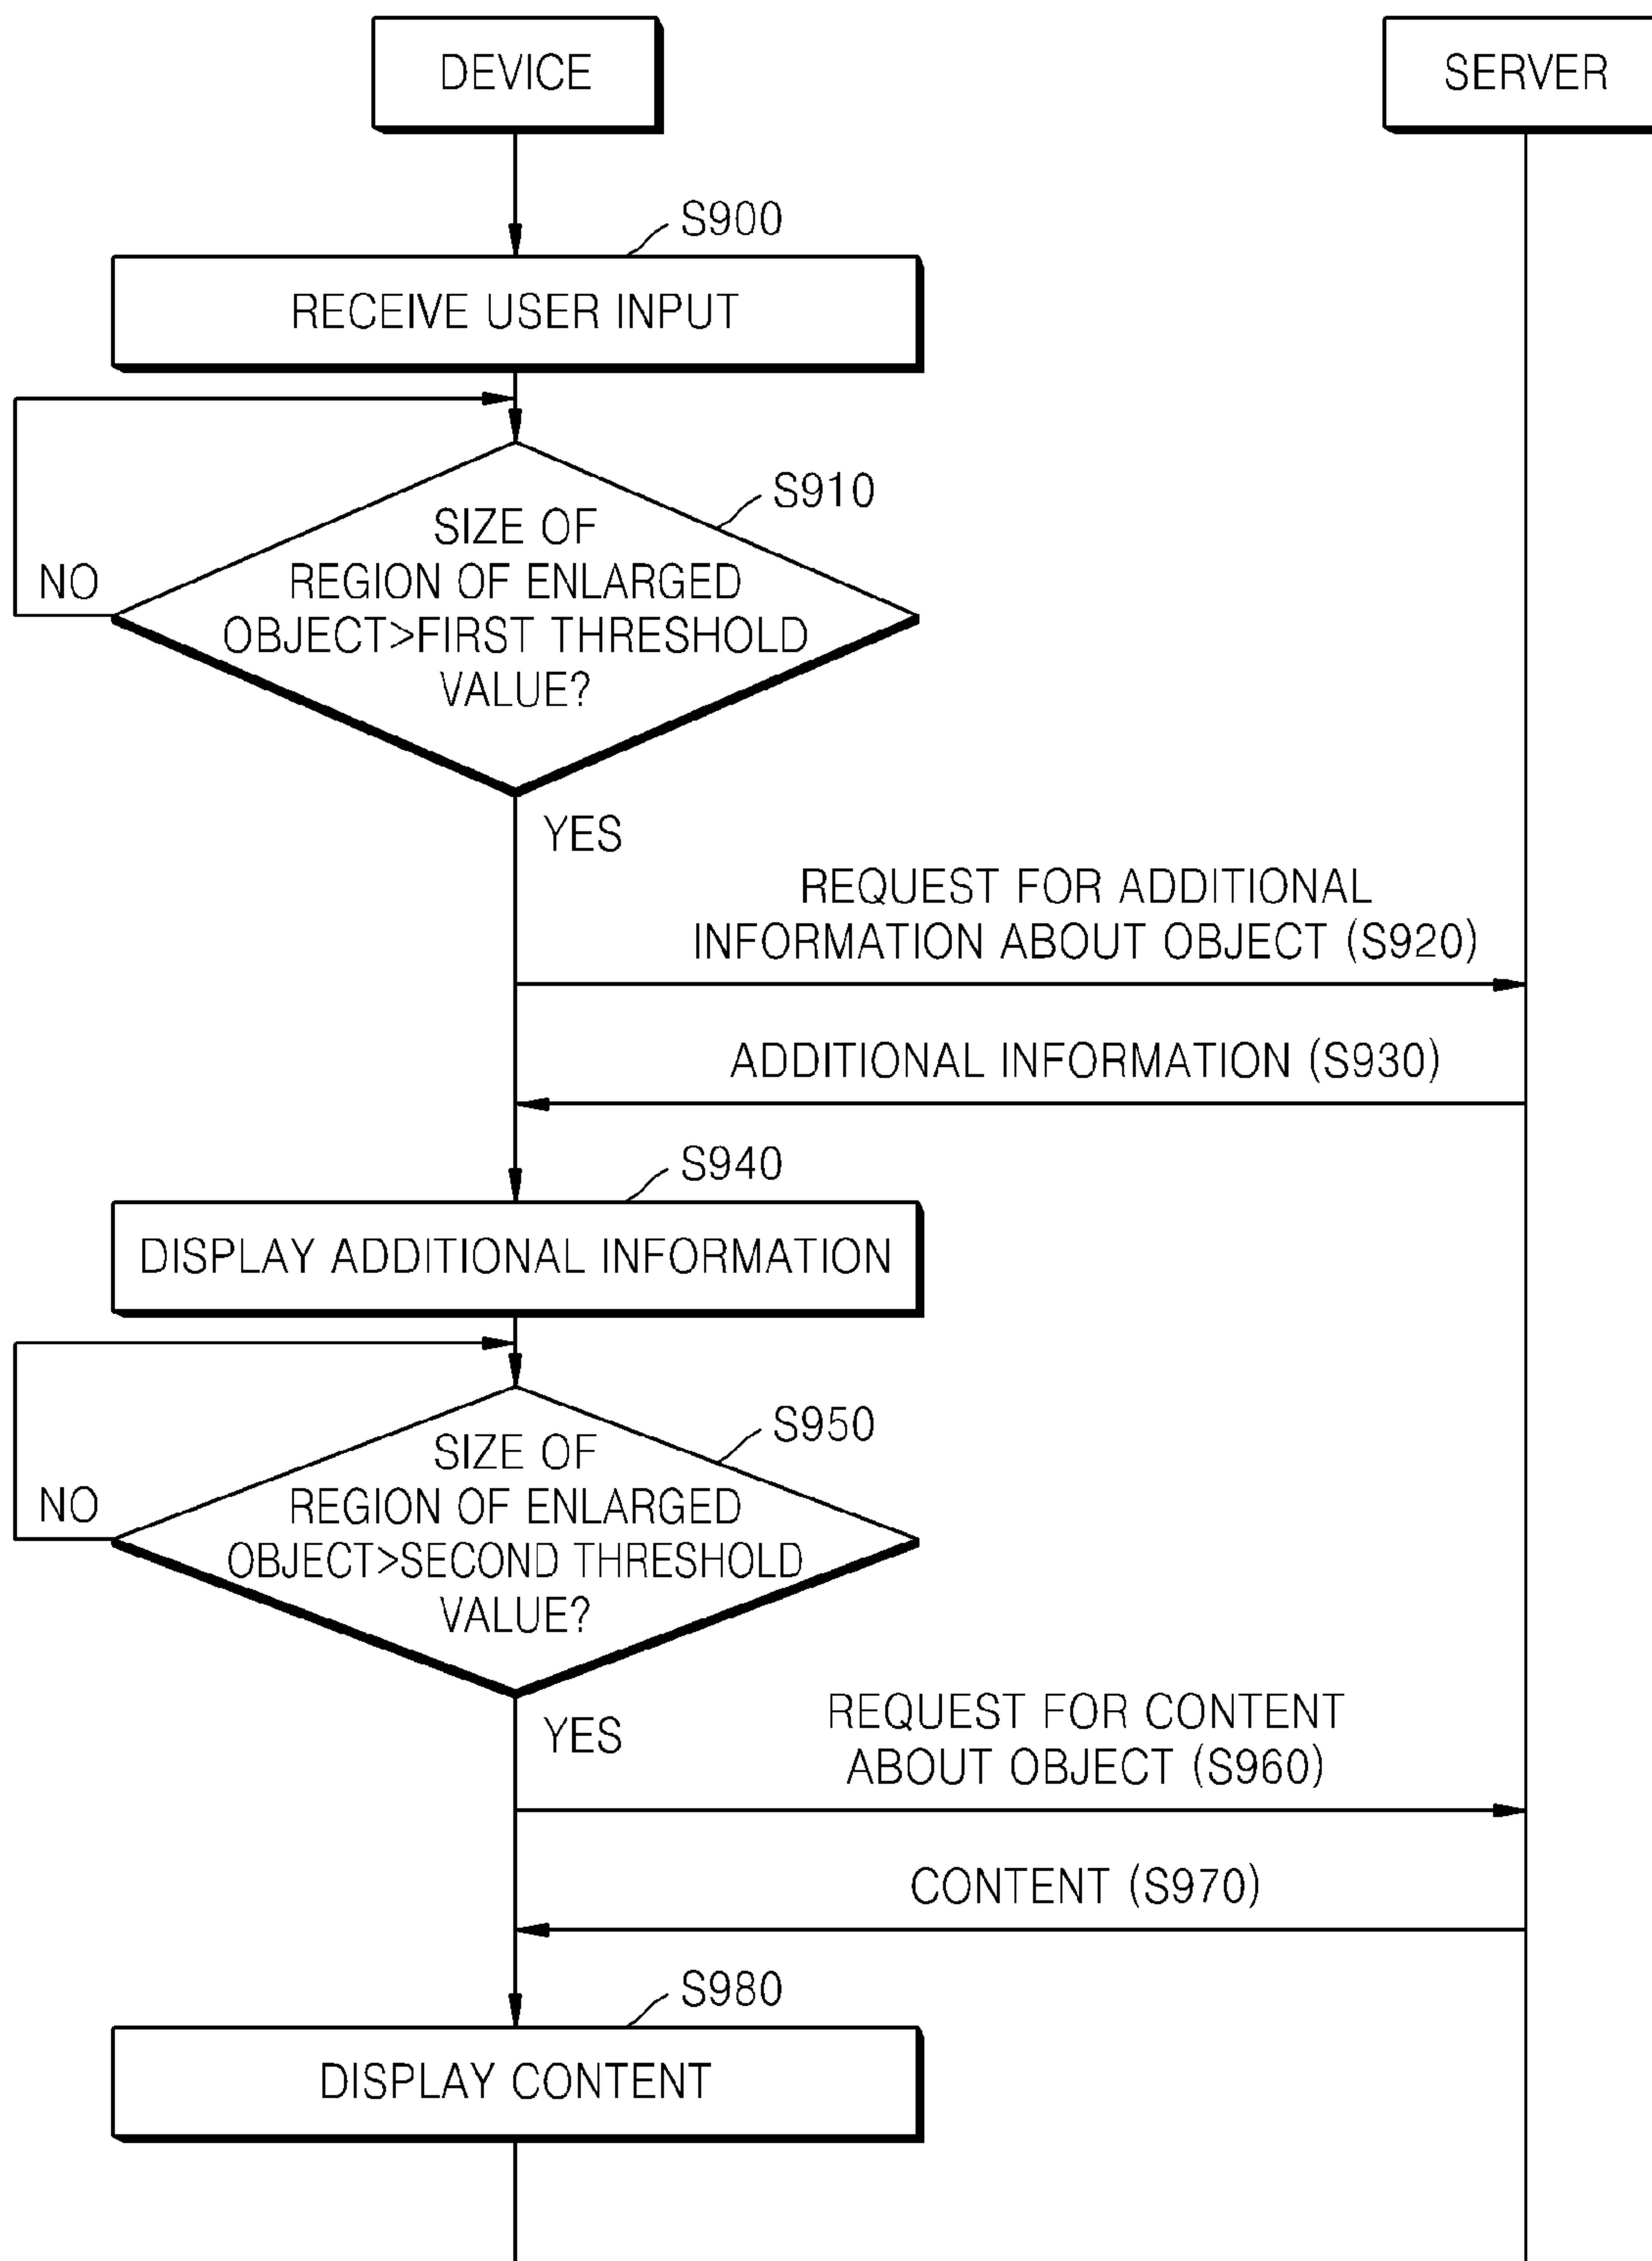 DEVICE
SERVER
S900
RECEIVE USER INPUT
S910
SIZE OF
REGION OF ENLARGED
OBJECT>FIRST THRESHOLD
VALUE?
NO
YES
REQUEST FOR ADDITIONAL
INFORMATION ABOUT OBJECT (S920)
ADDITIONAL INFORMATION (S930)
S940
DISPLAY ADDITIONAL INFORMATION
S950
SIZE OF
REGION OF ENLARGED
OBJECT>SECOND THRESHOLD
VALUE?
NO
YES
REQUEST FOR CONTENT
ABOUT OBJECT (S960)
CONTENT (S970)
S980
DISPLAY CONTENT